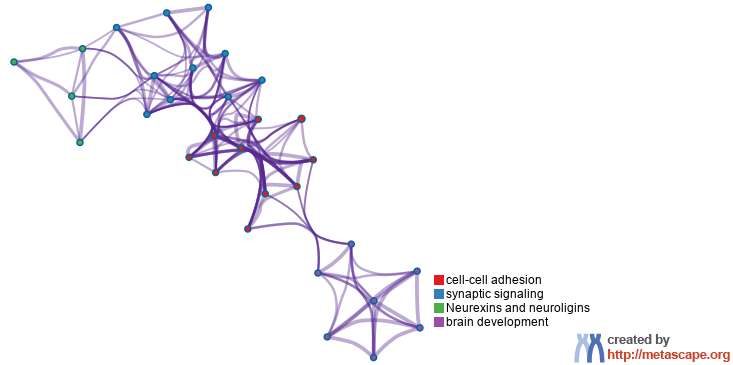 cell-cell adhesion
synaptic signaling
Neurexins and neuroligins
brain development
created by
http://metascape.org